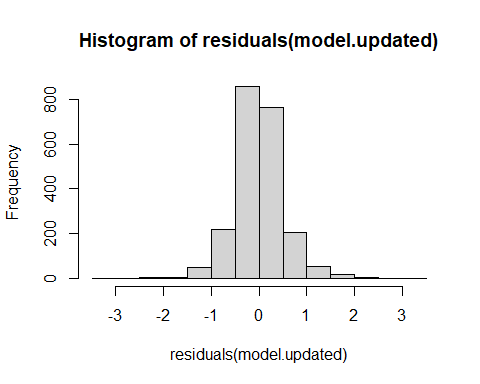 Histogram of residuals(model.updated)
Frequency
800
600
400
200
0
-3 -2 -1 0 1 2 3
residuals(model.updated)